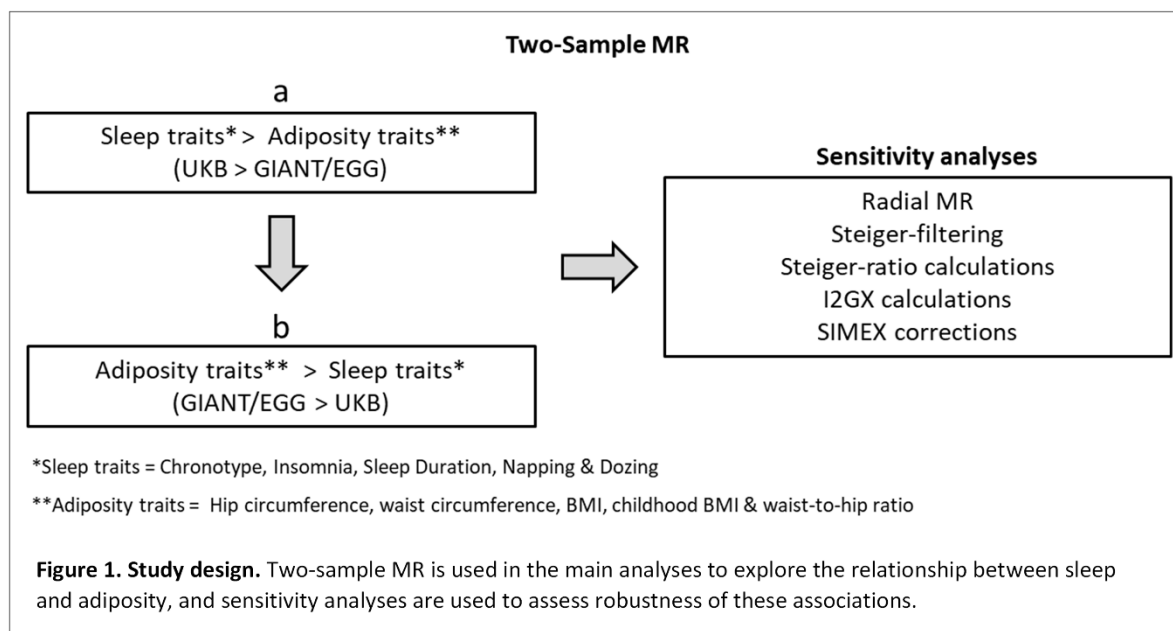 Two-Sample MR
a
Sleep traits* > Adiposity traits**
(UKB > GIANT/EGG)
b
Adiposity traits** > Sleep traits*
(GIANT/EGG > UKB)
Sensitivity analyses
Radial MR
Steiger-filtering
Steiger-ratio calculations
I2GX calculations
SIMEX corrections
*Sleep traits = Chronotype, Insomnia, Sleep Duration, Napping & Dozing
**Adiposity traits = Hip circumference, waist circumference, BMI, childhood BMI & waist-to-hip ratio
Figure 1. Study design. Two-sample MR is used in the main analyses to explore the relationship between sleep
and adiposity, and sensitivity analyses are used to assess robustness of these associations.